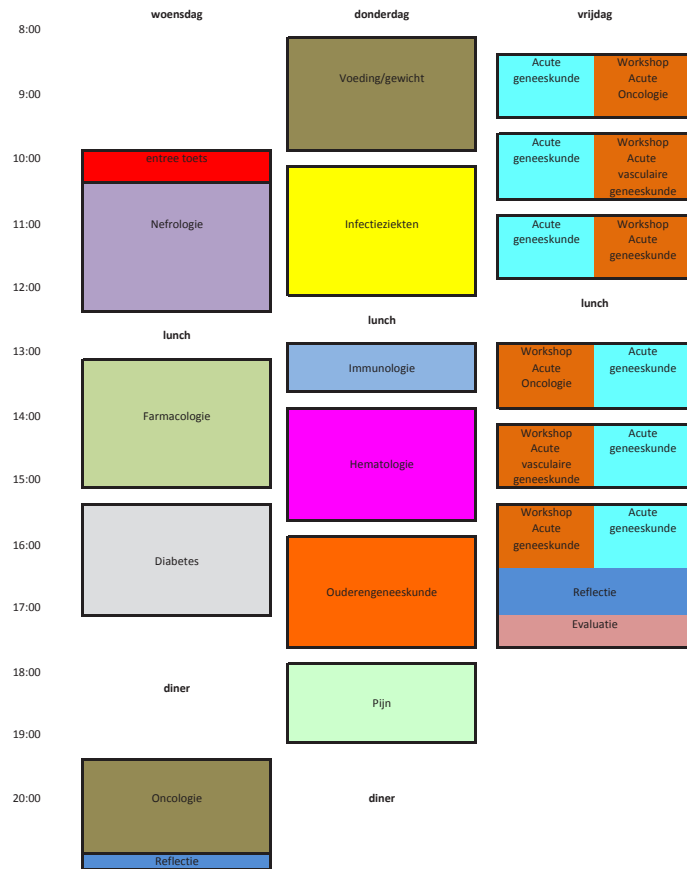 woensdag
donderdag
vrijdag
8:00
Voeding/gewicht
Acute
geneeskunde
Workshop
Acute
Oncologie
9:00
10:00
entree toets
Acute
geneeskunde
Workshop
Acute
vasculaire
geneeskunde
11:00
Nefrologie
Infectieziekten
Acute
geneeskunde
Workshop
Acute
geneeskunde
12:00
lunch
lunch
lunch
13:00
Immunologie
Workshop
Acute
Oncologie
Acute
geneeskunde
14:00
Farmacologie
Hematologie
Workshop
Acute
vasculaire
geneeskunde
Acute
geneeskunde
15:00
Workshop
Acute
geneeskunde
Acute
geneeskunde
16:00
Diabetes
Ouderengeneeskunde
Reflectie
17:00
Evaluatie
18:00
diner
Pijn
19:00
20:00
Oncologie
diner
Reflectie